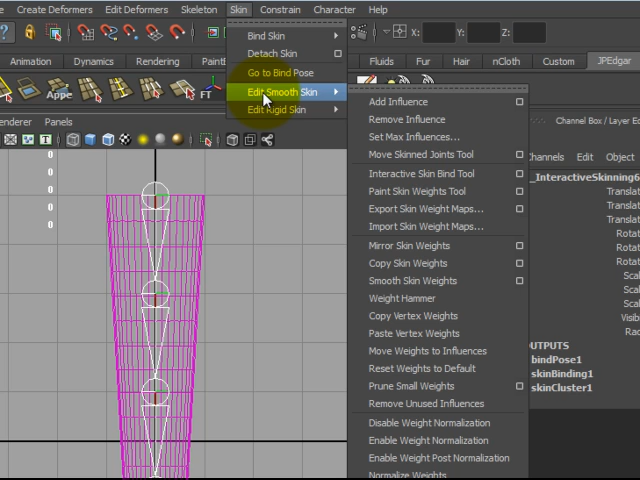 Create Deformers Edit Deformers Skeleton Skin Constrain Character Help
X: Y: Z:
Animation Dynamics Rendering Fluids Fur Hair nCloth Custom JPEdgar
Appe FT
Panels
Bind Skin
Detach Skin
Go to Bind Pose
Edit Smooth Skin
Edit Rigid Skin
Add Influence
Remove Influence
Set Max Influences...
Move Skinned Joints Tool
Interactive Skin Bind Tool
Paint Skin Weights Tool
Export Skin Weight Maps...
Import Skin Weight Maps...
Mirror Skin Weights
Copy Skin Weights
Smooth Skin Weights
Weight Hammer
Copy Vertex Weights
Paste Vertex Weights
Move Weights to Influences
Reset Weights to Default
Prune Small Weights
Remove Unused Influences
Disable Weight Normalization
Enable Weight Normalization
Enable Weight Post Normalization
Normalize Weights
0
0
0
0
0
Channel Box / Layer Ed
hannels Edit Object
_InteractiveSkinning6
Translat
Translat
Translat
Rotat
Rotat
Rotat
Scal
Scal
Scal
Visib
Rad
UTPUTS
bindPose1
skinBinding1
skinCluster1